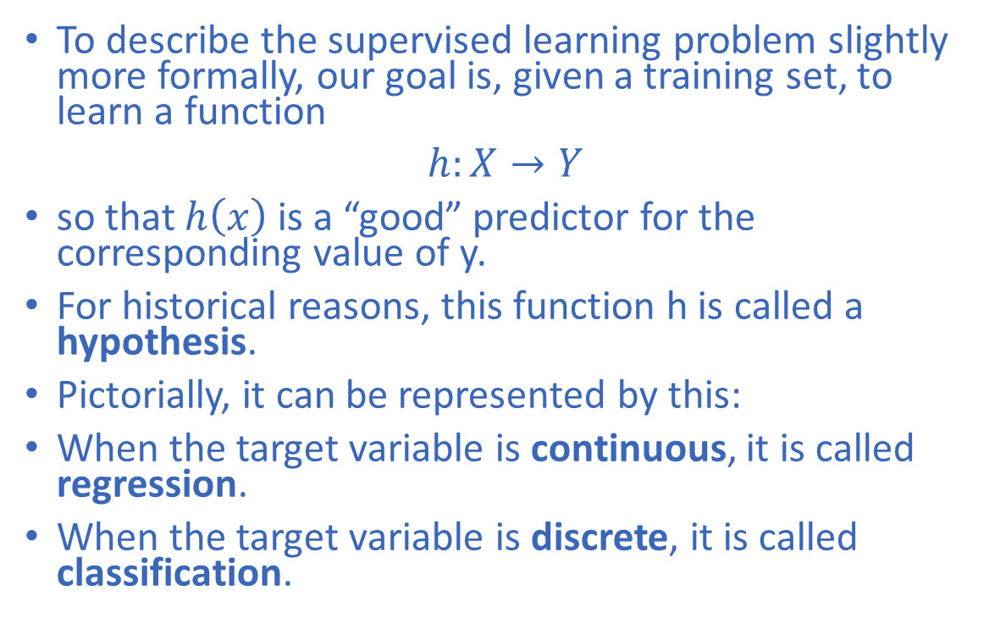 • To describe the supervised learning problem slightly
more formally, our goal is, given a training set, to
learn a function
h: X → Y
• so that h(x) is a “good” predictor for the
corresponding value of y.
• For historical reasons, this function h is called a
hypothesis.
• Pictorially, it can be represented by this:
• When the target variable is continuous, it is called
regression.
• When the target variable is discrete, it is called
classification.